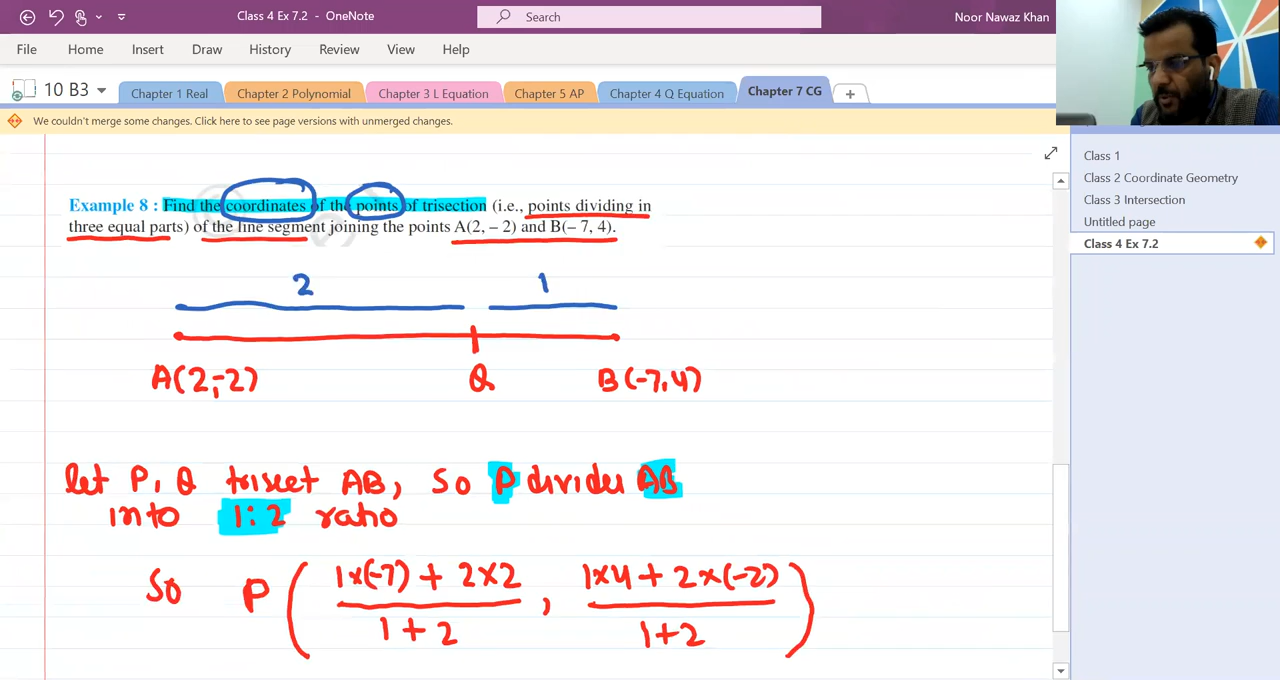 Class 4 Ex 7.2 - OneNote
Search
Noor Nawaz Khan
File Home Insert Draw History Review View Help
10 B3
Chapter 1 Real
Chapter 2 Polynomial
Chapter 3 L Equation
Chapter 5 AP
Chapter 4 Q Equation
Chapter 7 CG
We couldn't merge some changes. Click here to see page versions with unmerged changes.
Class 1
Class 2 Coordinate Geometry
Class 3 Intersection
Untitled page
Class 4 Ex 7.2
Example 8 : Find the coordinates of the points of trisection (i.e., points dividing in
three equal parts) of the line segment joining the points A(2, – 2) and B(– 7, 4).
2 1
A(2,-2) Q B(-7,4)
let P, Q trisect AB, So P divides AB
into 1:2 ratio
So P ( 1×(-7) + 2×2 / 1+2 , 1×4 + 2×(-2) / 1+2 )